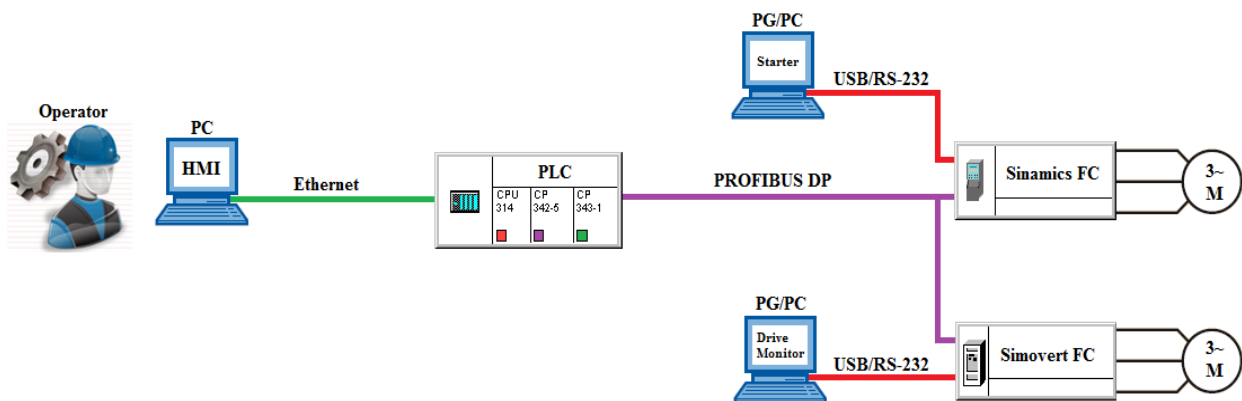 Operator
PC
HMI
Ethernet
PLC
CPU
314
CP
342-5
CP
343-1
PROFIBUS DP
PG/PC
Starter
USB/RS-232
Sinamics FC
3~
M
PG/PC
Drive
Monitor
USB/RS-232
Simovert FC
3~
M